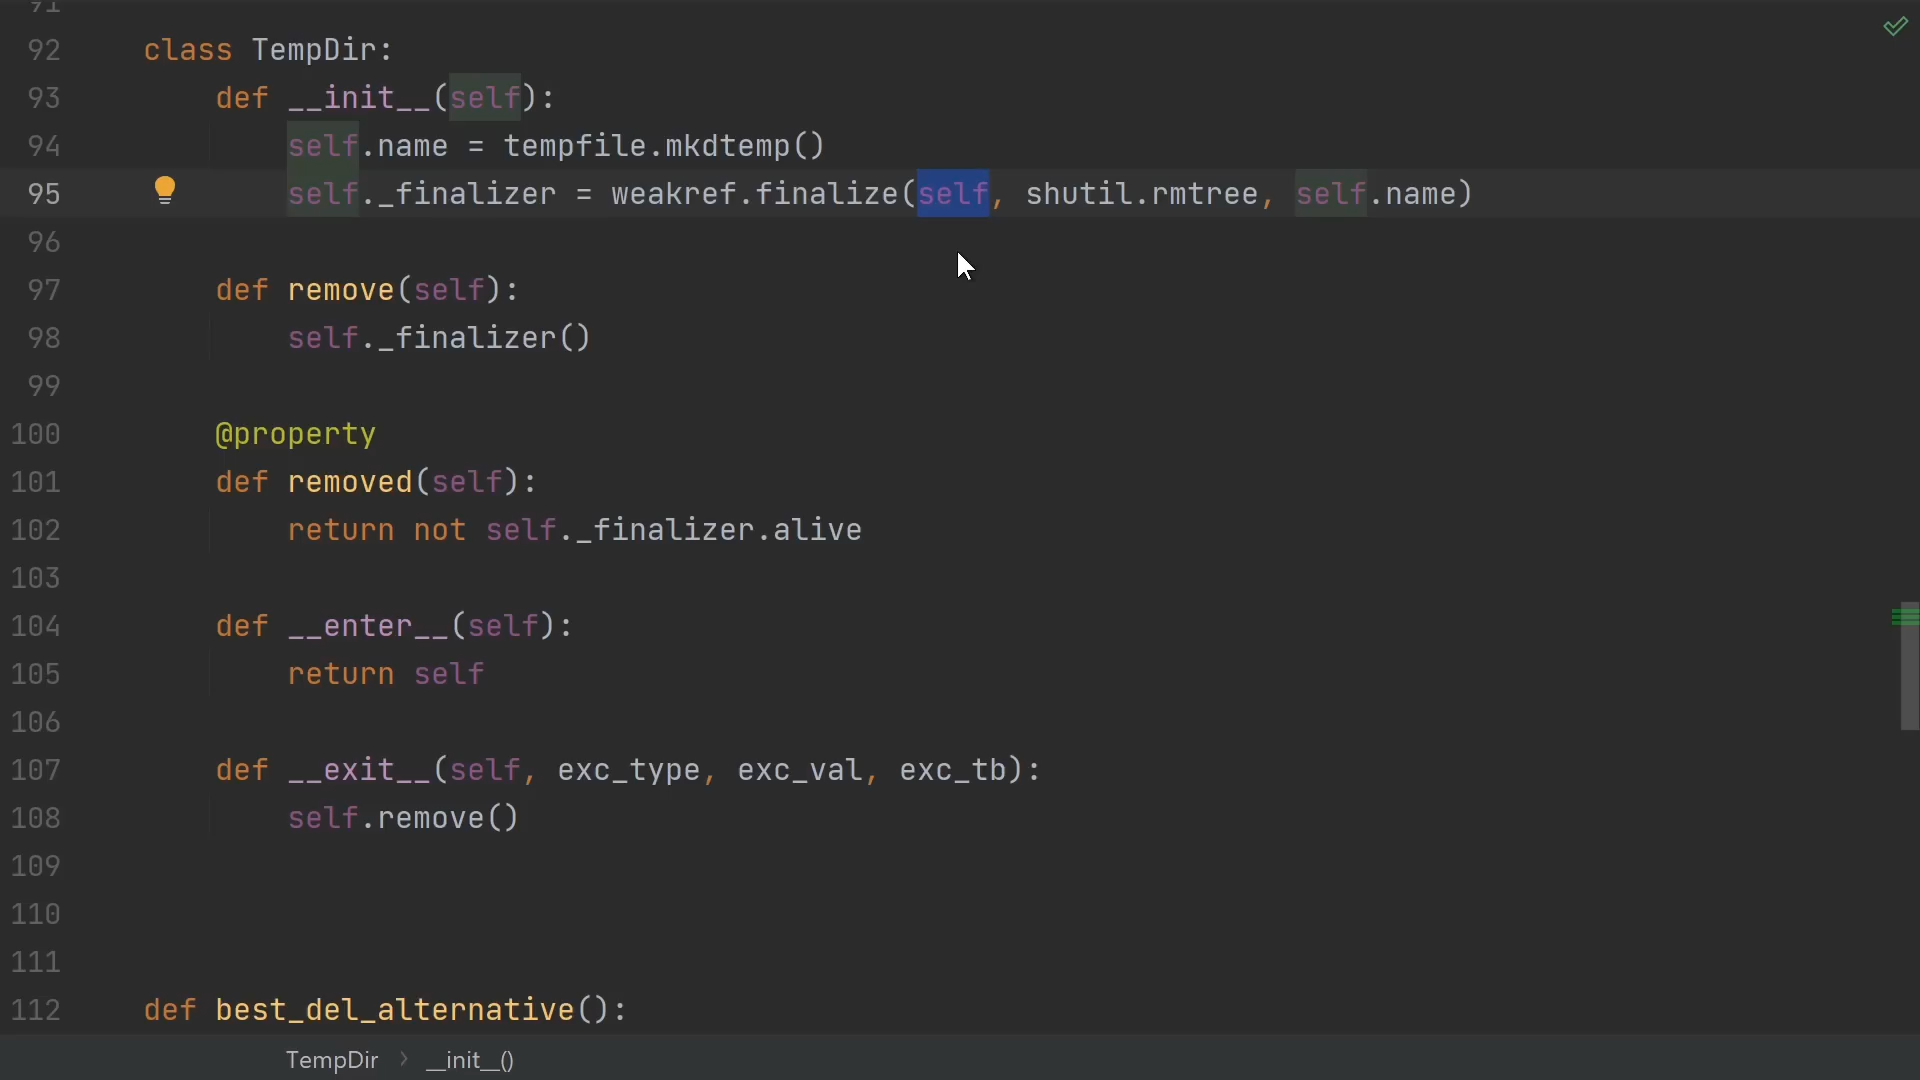 91
92 class TempDir:
93 def __init__(self):
94 self.name = tempfile.mkdtemp()
95 self._finalizer = weakref.finalize(self, shutil.rmtree, self.name)
96
97 def remove(self):
98 self._finalizer()
99
100 @property
101 def removed(self):
102 return not self._finalizer.alive
103
104 def __enter__(self):
105 return self
106
107 def __exit__(self, exc_type, exc_val, exc_tb):
108 self.remove()
109
110
111
112 def best_del_alternative():
TempDir > __init__()